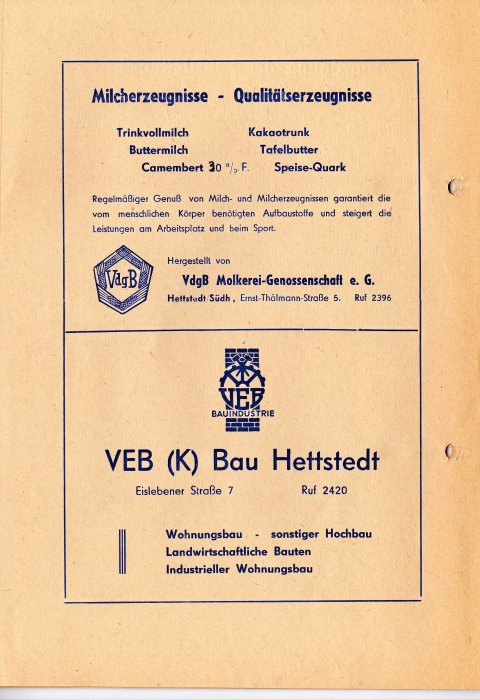 Milcherzeugnisse - Qualitätserzeugnisse
Trinkvollmilch Kakaotrunk
Buttermilch Tafelbutter
Camembert 30 % F. Speise-Quark
Regelmäßiger Genuß von Milch- und Milcherzeugnissen garantiert die
vom menschlichen Körper benötigten Aufbaustoffe und steigert die
Leistungen am Arbeitsplatz und beim Sport.
VdgB
Hergestellt von
VdgB Molkerei-Genossenschaft e. G.
Hettstedt/Südh, Ernst-Thälmann-Straße 5. Ruf 2396
VEB
BAUINDUSTRIE
VEB (K) Bau Hettstedt
Eislebener Straße 7 Ruf 2420
Wohnungsbau - sonstiger Hochbau
Landwirtschaftliche Bauten
Industrieller Wohnungsbau